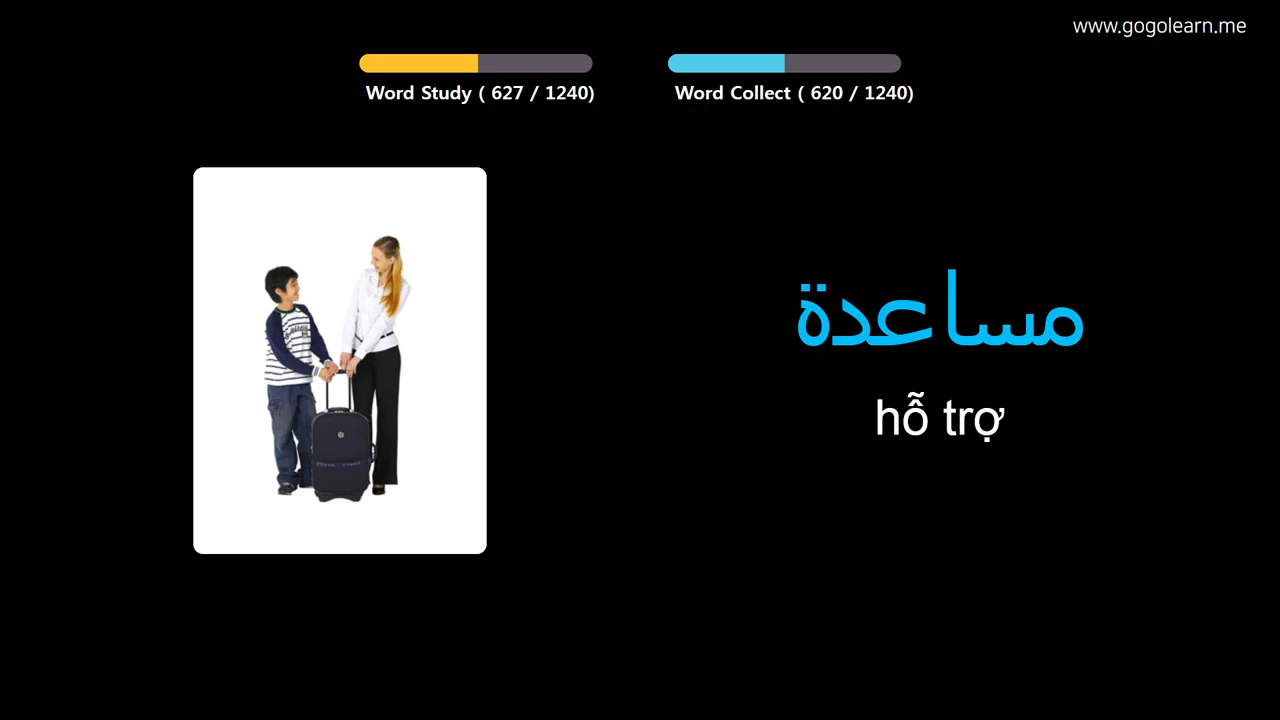 www.gogolearn.me
Word Study ( 627 / 1240)
Word Collect ( 620 / 1240)
مساعدة
hỗ trợ